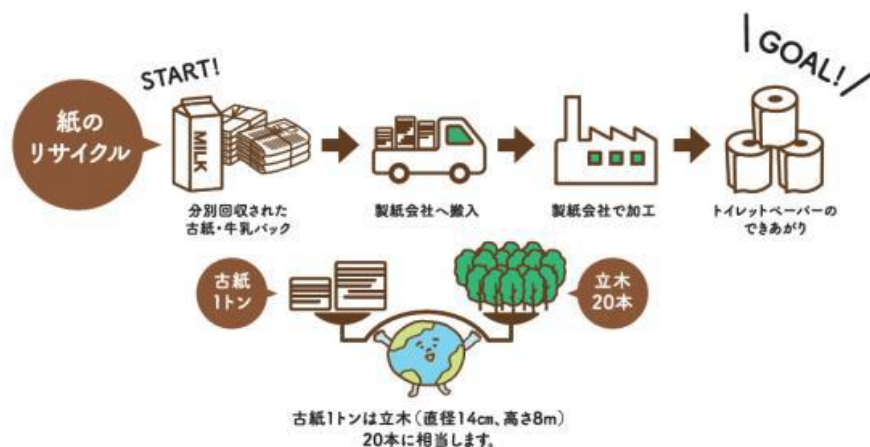 START!
GOAL!
紙の
リサイクル
MILK
分別回収された
古紙・牛乳パック
製紙会社へ搬入
製紙会社で加工
トイレットペーパーの
できあがり
古紙
1トン
立木
20本
古紙1トンは立木(直径14cm、高さ8m)
20本に相当します。